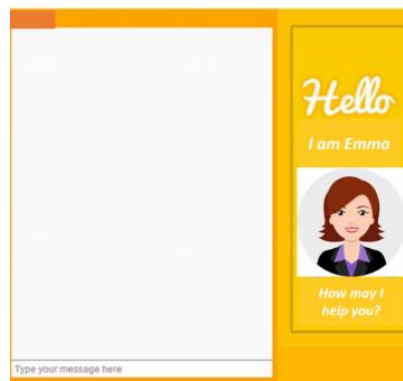 Hello
I am Emma
How may I
help you?
Type your message here